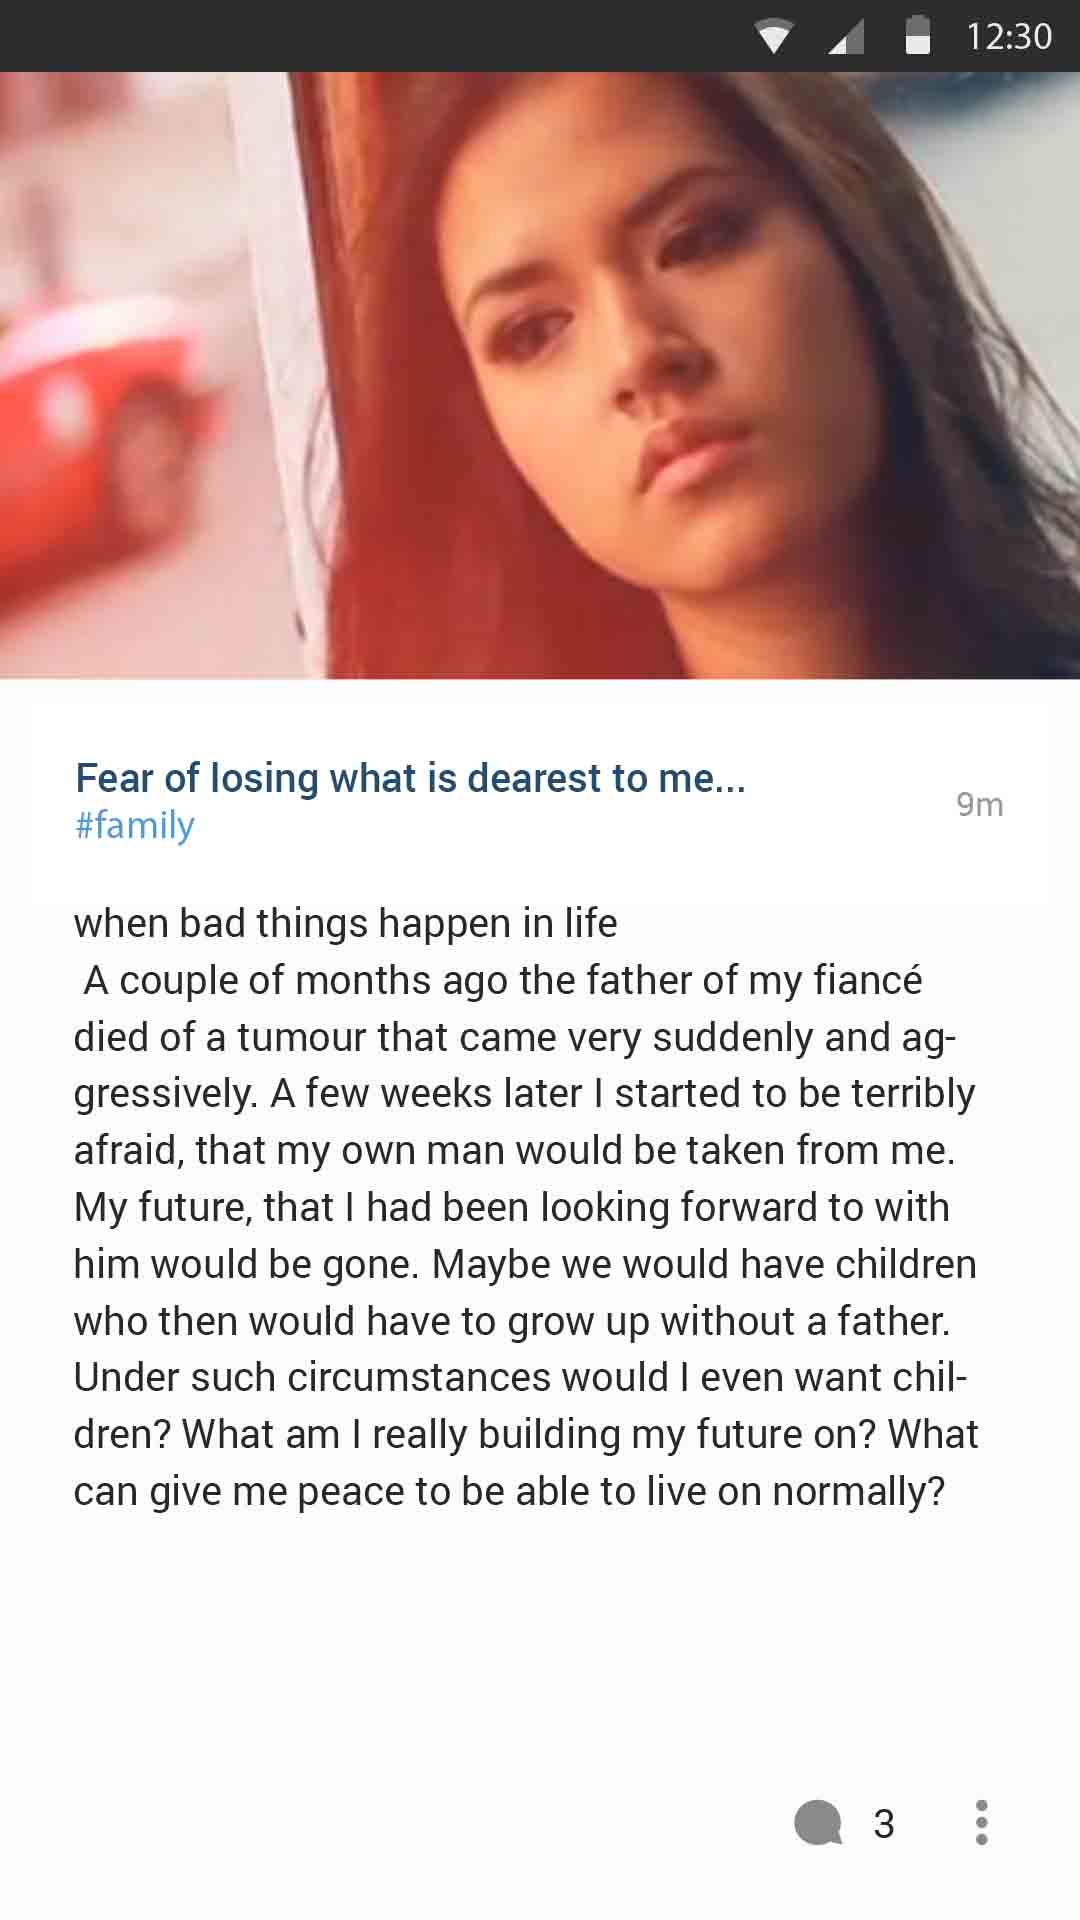 12:30
Fear of losing what is dearest to me...
#family
9m
when bad things happen in life
A couple of months ago the father of my fiancé
died of a tumour that came very suddenly and ag-
gressively. A few weeks later I started to be terribly
afraid, that my own man would be taken from me.
My future, that I had been looking forward to with
him would be gone. Maybe we would have children
who then would have to grow up without a father.
Under such circumstances would I even want chil-
dren? What am I really building my future on? What
can give me peace to be able to live on normally?
3